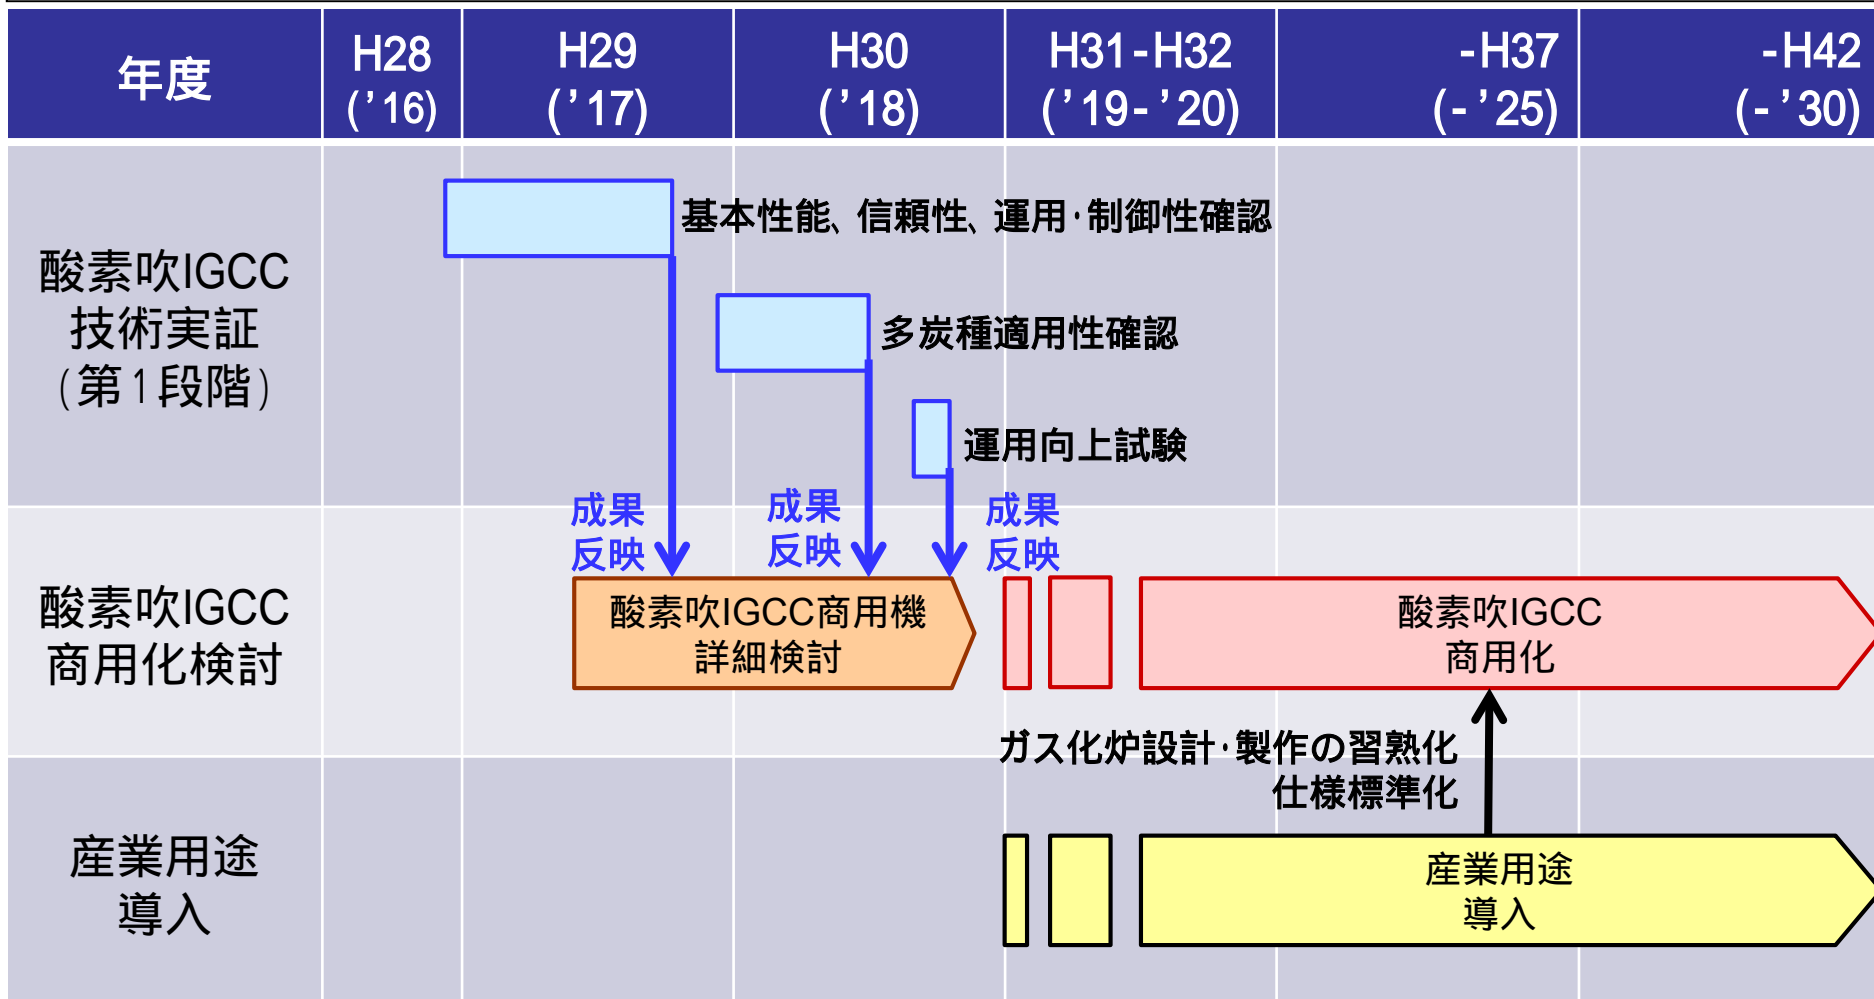 年度
H28
(’16)
H29
(’17)
H30
(’18)
H31-H32
(’19-’20)
-H37
(-’25)
-H42
(-’30)
酸素吹IGCC
技術実証
(第1段階)
基本性能、信頼性、運用・制御性確認
多炭種適用性確認
運用向上試験
成果
反映
成果
反映
成果
反映
酸素吹IGCC
商用化検討
酸素吹IGCC商用機
詳細検討
酸素吹IGCC
商用化
ガス化炉設計・製作の習熟化
仕様標準化
産業用途
導入
産業用途
導入